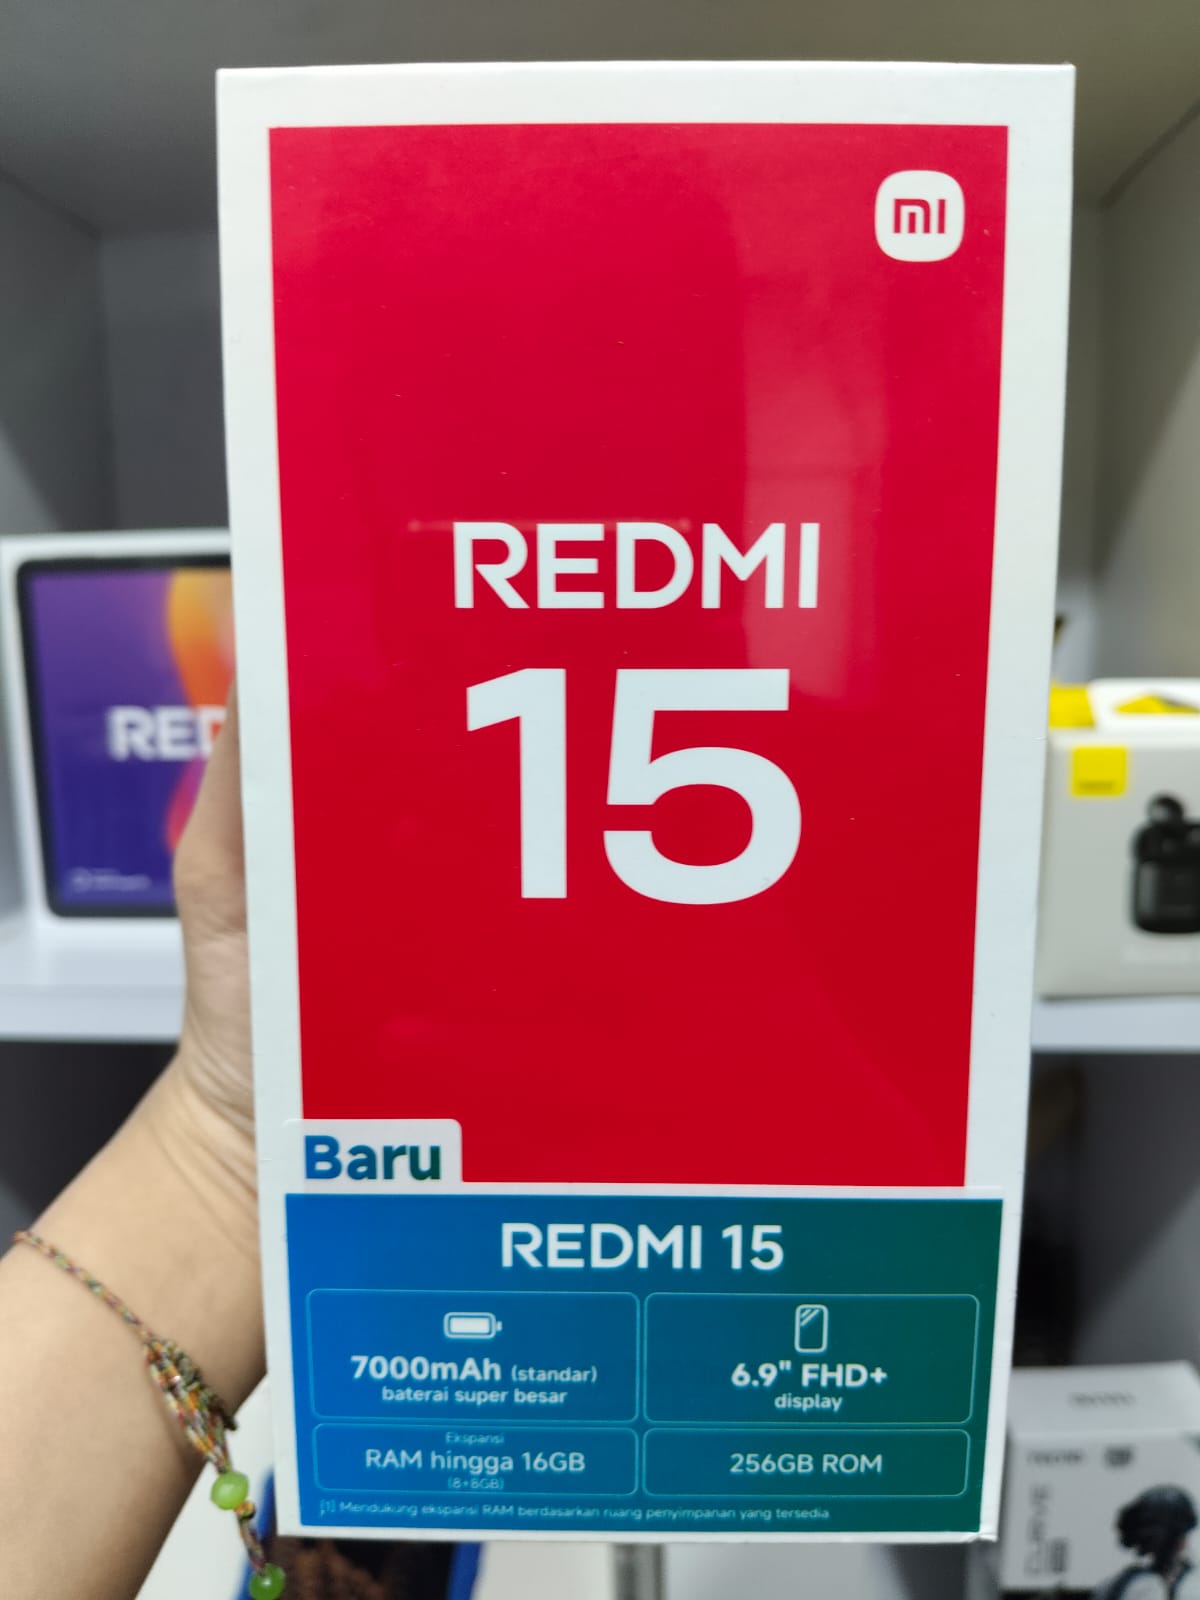 mi
REDMI
15
Baru
REDMI 15
7000mAh (standar)
baterai super besar
6.9" FHD+
display
Ekspansi
RAM hingga 16GB
(8+8GB)
256GB ROM
[1] Mendukung ekspansi RAM berdasarkan ruang penyimpanan yang tersedia
RED